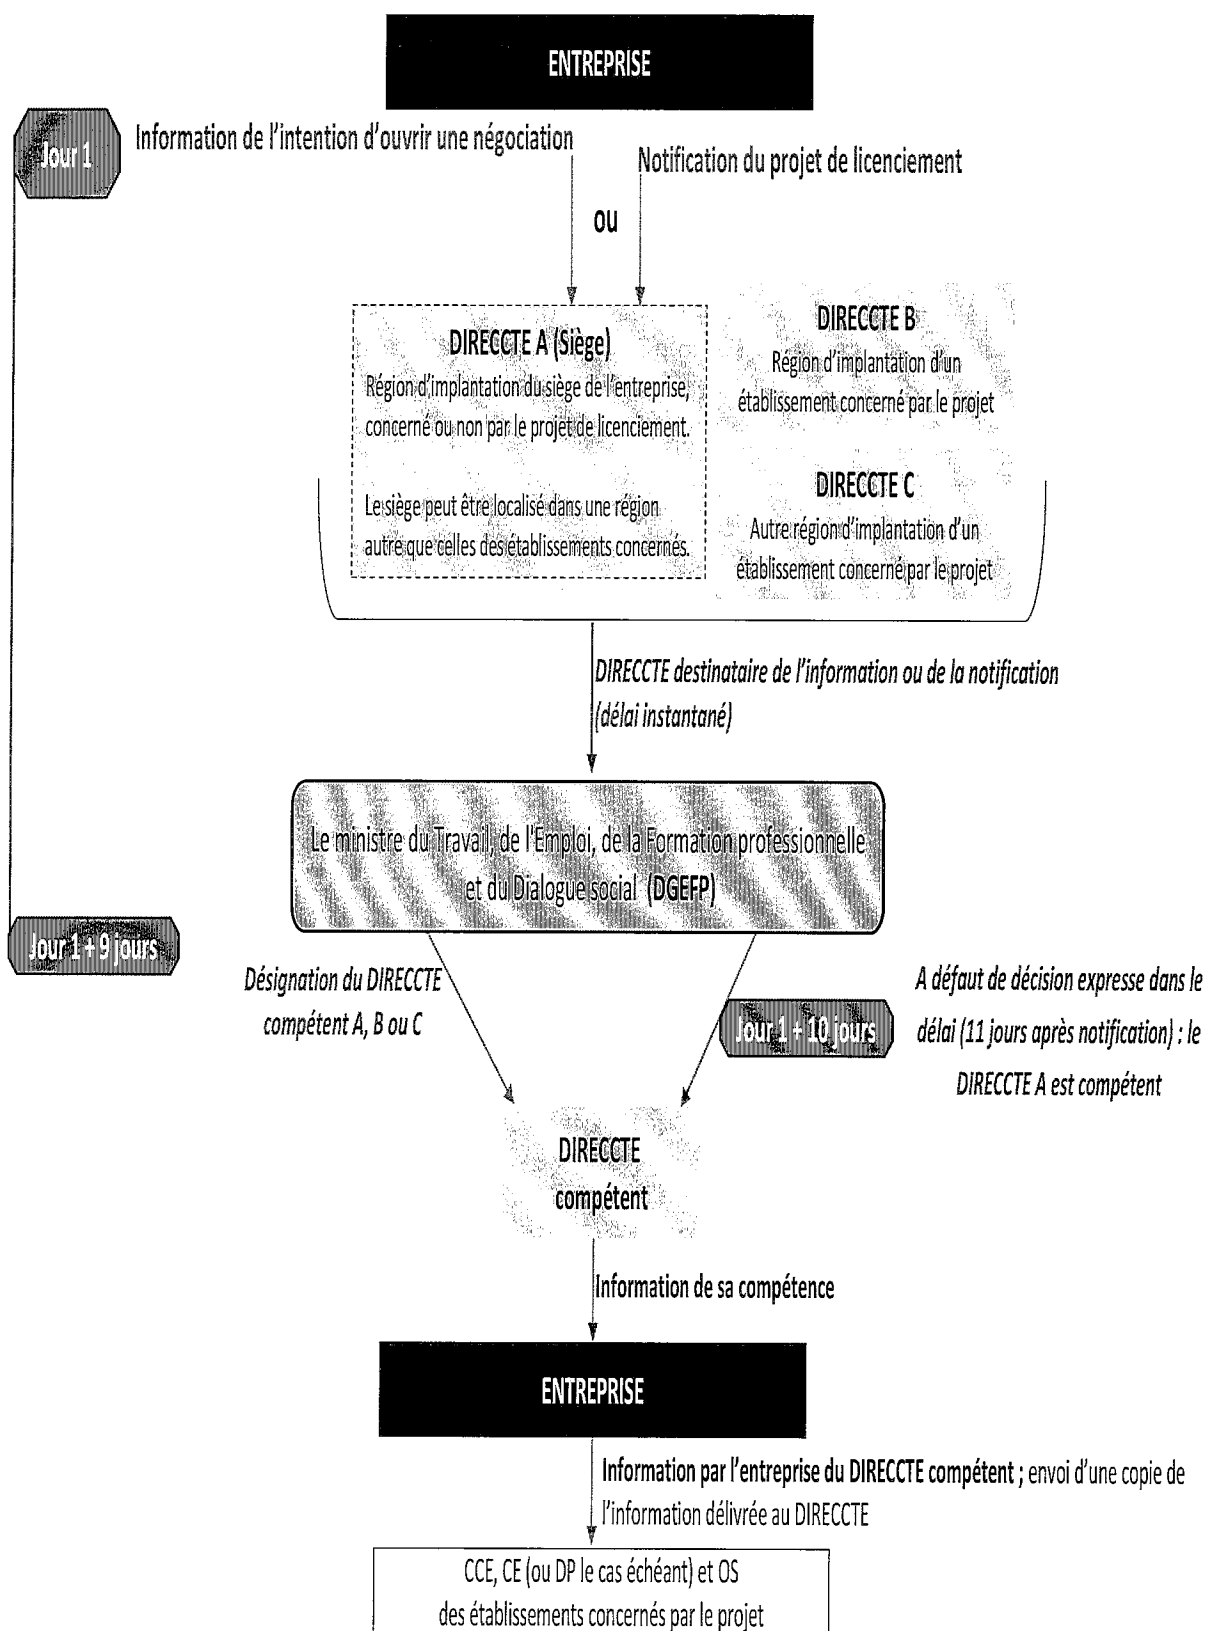 ENTREPRISE
Jour 1
Information de l'intention d'ouvrir une négociation
Notification du projet de licenciement
ou
DIRECCTE A (Siège)
Région d'implantation du siège de l'entreprise,
concerné ou non par le projet de licenciement.
Le siège peut être localisé dans une région
autre que celles des établissements concernés.
DIRECCTE B
Région d'implantation d'un
établissement concerné par le projet
DIRECCTE C
Autre région d'implantation d'un
établissement concerné par le projet
DIRECCTE destinataire de l'information ou de la notification
(délai instantané)
Le ministre du Travail, de l'Emploi, de la Formation professionnelle
et du Dialogue social (DGEFP)
Jour 1 + 9 jours
Désignation du DIRECCTE
compétent A, B ou C
Jour 1 + 10 jours
A défaut de décision expresse dans le
délai (11 jours après notification) : le
DIRECCTE A est compétent
DIRECCTE
compétent
Information de sa compétence
ENTREPRISE
Information par l'entreprise du DIRECCTE compétent ; envoi d'une copie de
l'information délivrée au DIRECCTE
CCE, CE (ou DP le cas échéant) et OS
des établissements concernés par le projet